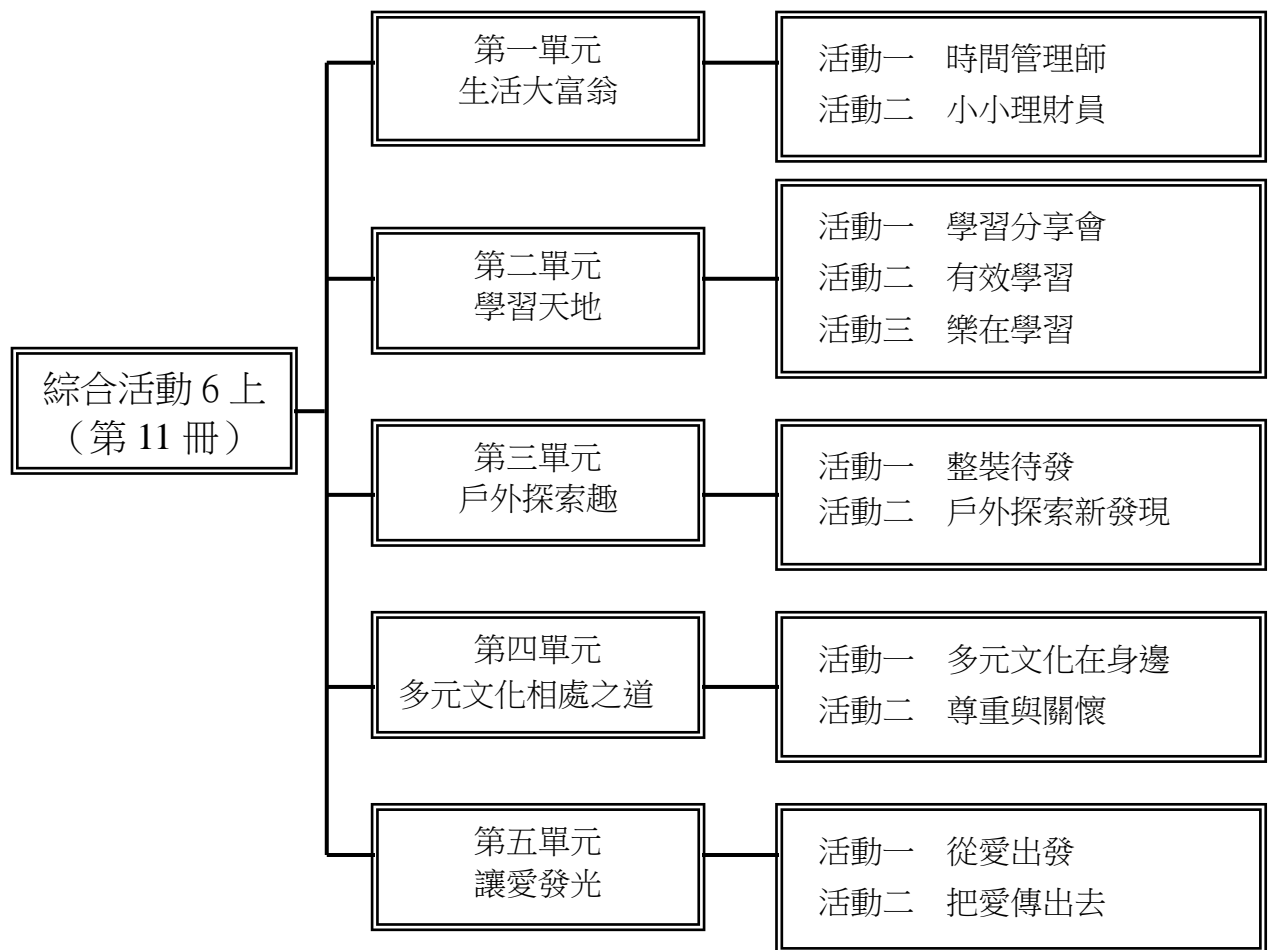 第一單元
生活大富翁
活動一 時間管理師
活動二 小小理財員
第二單元
學習天地
活動一 學習分享會
活動二 有效學習
活動三 樂在學習
綜合活動 6 上
（第 11 冊）
第三單元
戶外探索趣
活動一 整裝待發
活動二 戶外探索新發現
第四單元
多元文化相處之道
活動一 多元文化在身邊
活動二 尊重與關懷
第五單元
讓愛發光
活動一 從愛出發
活動二 把愛傳出去